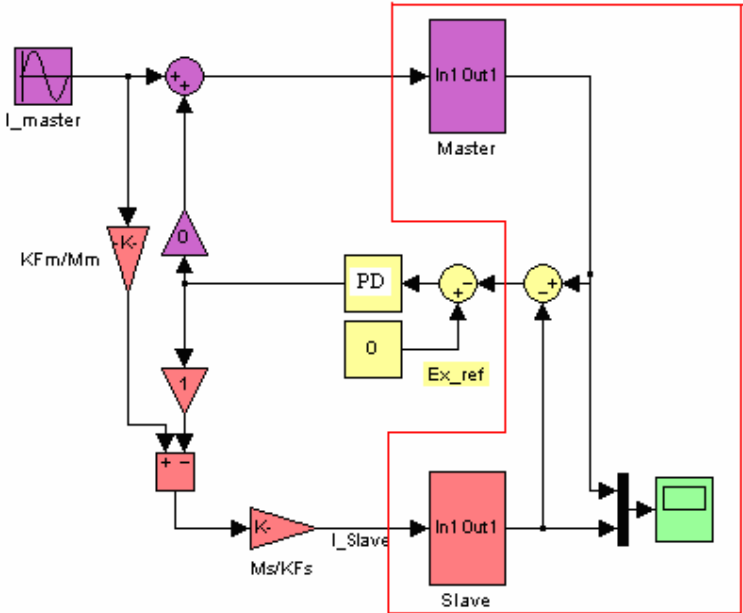 I_master
+
+
In1 Out1
Master
-K-
KFm/Mm
0
PD
+
−
−
+
0
Ex_ref
1
+ −
K-
Ms/KFs
I_Slave
In1 Out1
Slave